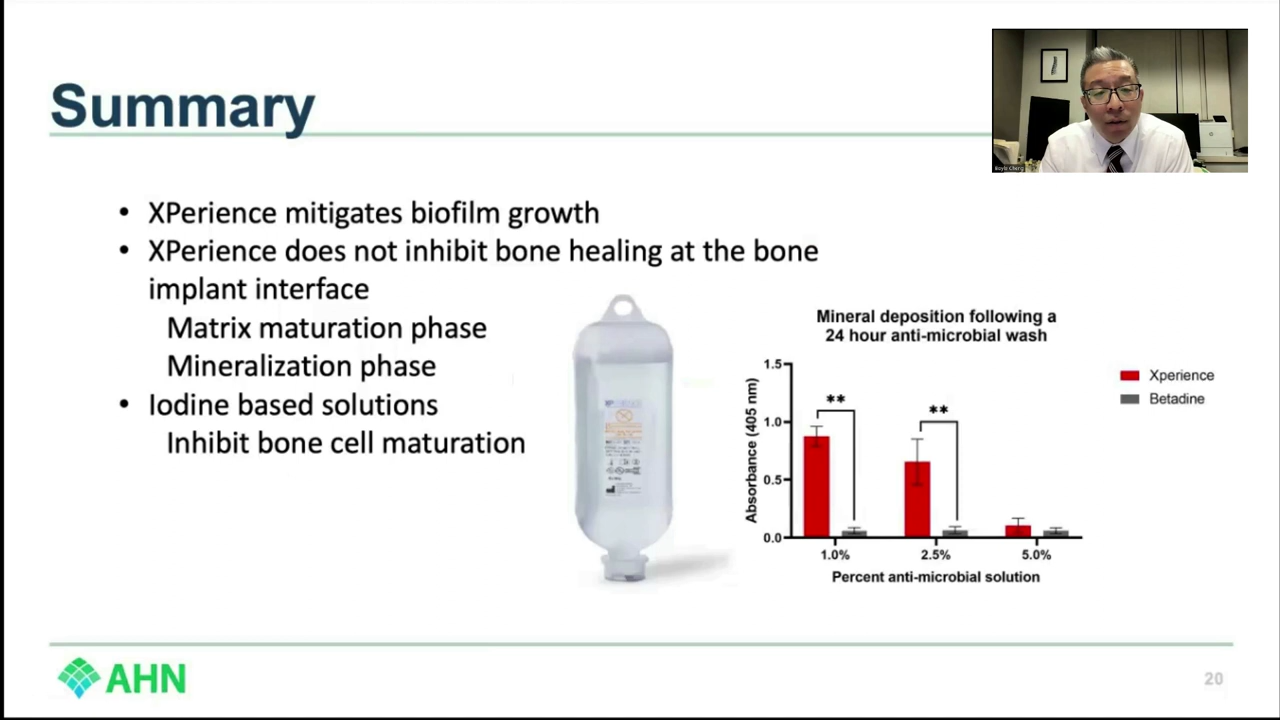 Summary
• XPerience mitigates biofilm growth
• XPerience does not inhibit bone healing at the bone
implant interface
Matrix maturation phase
Mineralization phase
• Iodine based solutions
Inhibit bone cell maturation
Mineral deposition following a
24 hour anti-microbial wash
Absorbance (405 nm)
1.5
1.0
0.5
0.0
**
**
1.0%
2.5%
5.0%
Percent anti-microbial solution
Xperience
Betadine
AHN
20